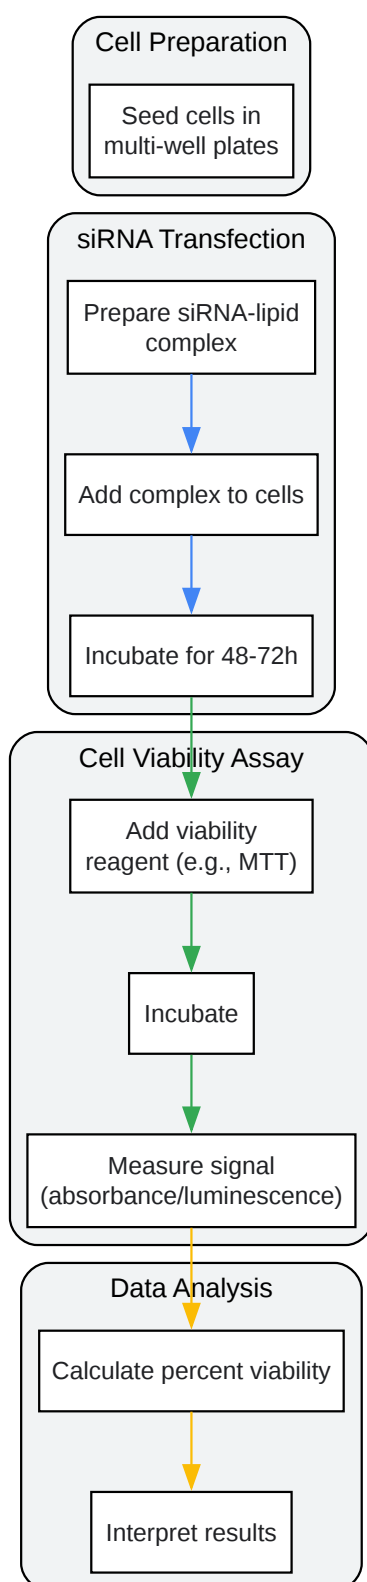 Cell Preparation
Seed cells in
multi-well plates
siRNA Transfection
Prepare siRNA-lipid
complex
Add complex to cells
Incubate for 48-72h
Cell Viability Assay
Add viability
reagent (e.g., MTT)
Incubate
Measure signal
(absorbance/luminescence)
Data Analysis
Calculate percent viability
Interpret results